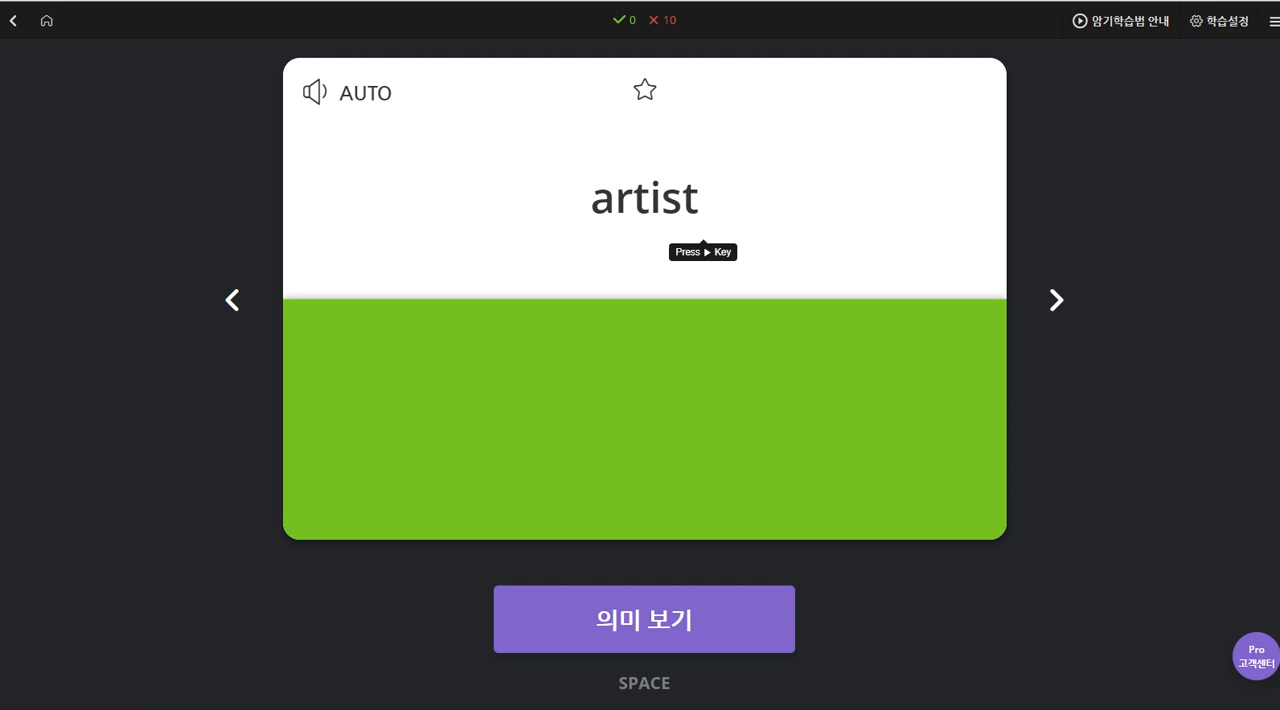 0 10
암기학습법 안내
학습설정
AUTO
artist
Press ▶ Key
의미 보기
SPACE
Pro
고객센터